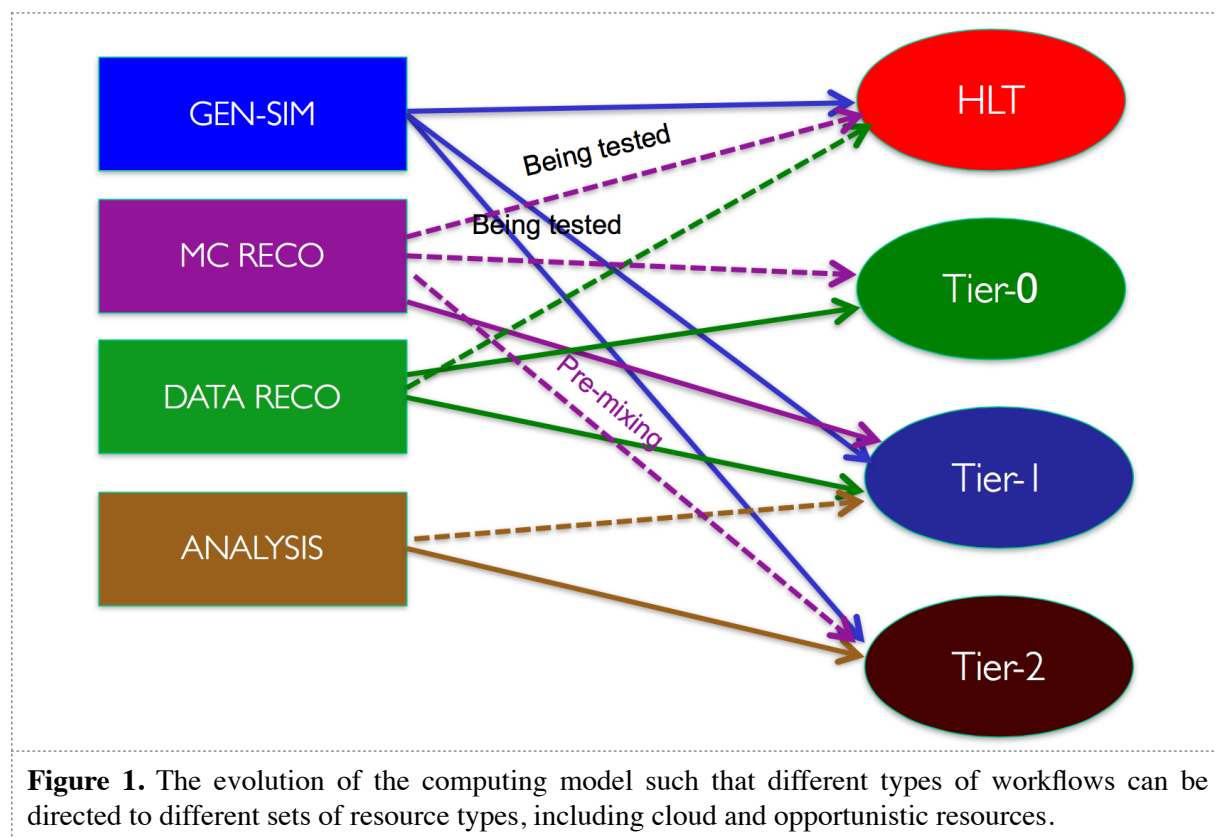 GEN-SIM
HLT
Being tested
MC RECO
Being tested
Tier-0
DATA RECO
Pre-mixing
Tier-1
ANALYSIS
Tier-2
Figure 1. The evolution of the computing model such that different types of workflows can be
directed to different sets of resource types, including cloud and opportunistic resources.